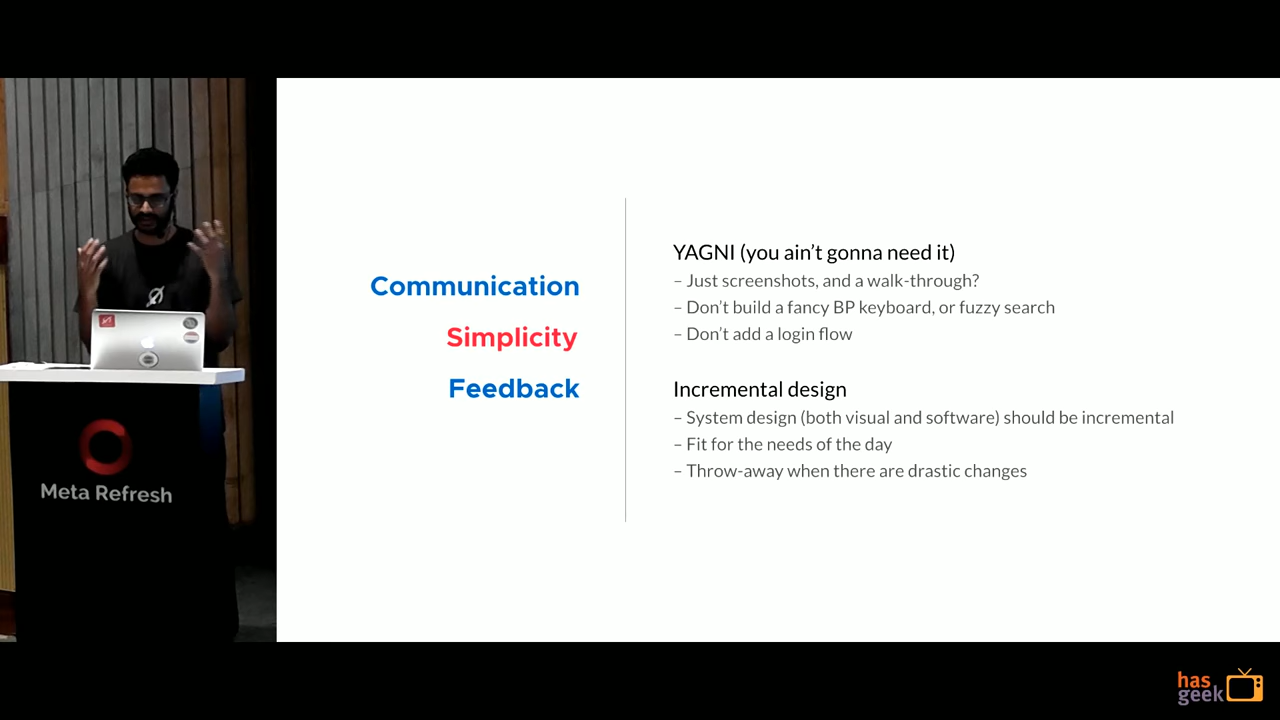 Communication
Simplicity
Feedback
YAGNI (you ain’t gonna need it)
– Just screenshots, and a walk-through?
– Don’t build a fancy BP keyboard, or fuzzy search
– Don’t add a login flow
Incremental design
– System design (both visual and software) should be incremental
– Fit for the needs of the day
– Throw-away when there are drastic changes
Meta Refresh
has
geek